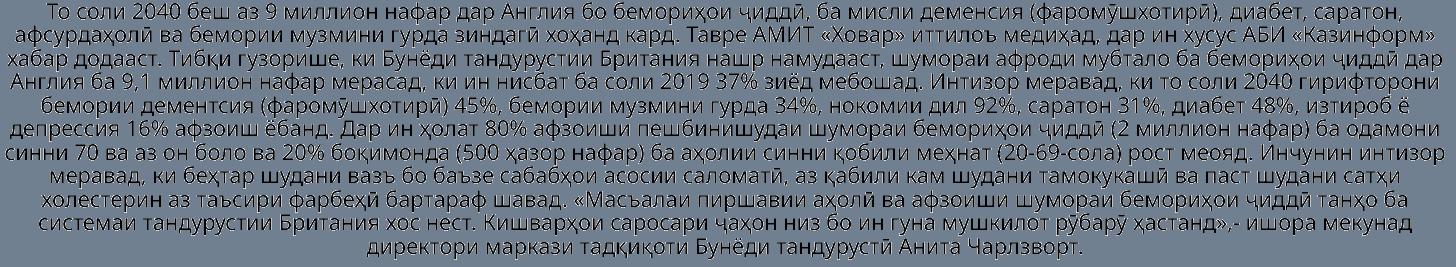 То соли 2040 беш аз 9 миллион нафар дар Англия бо бемориҳои ҷиддӣ, ба мисли деменсия (фаромӯшхотирӣ), диабет, саратон,
афсурдаҳолӣ ва бемории музмини гурда зиндагӣ хоҳанд кард. Тавре АМИТ «Ховар» иттилоъ медиҳад, дар ин хусус АБИ «Казинформ»
хабар додааст. Тибқи гузорише, ки Бунёди тандурустии Британия нашр намудааст, шумораи афроди мубтало ба бемориҳои ҷиддӣ дар
Англия ба 9,1 миллион нафар мерасад, ки ин нисбат ба соли 2019 37% зиёд мебошад. Интизор меравад, ки то соли 2040 гирифторони
бемории дементсия (фаромӯшхотирӣ) 45%, бемории музмини гурда 34%, нокомии дил 92%, саратон 31%, диабет 48%, изтироб ё
депрессия 16% афзоиш ёбанд. Дар ин ҳолат 80% афзоиши пешбинишудаи шумораи бемориҳои ҷиддӣ (2 миллион нафар) ба одамони
синни 70 ва аз он боло ва 20% боқимонда (500 ҳазор нафар) ба аҳолии синни қобили меҳнат (20-69-сола) рост меояд. Инчунин интизор
меравад, ки беҳтар шудани вазъ бо баъзе сабабҳои асосии саломатӣ, аз қабили кам шудани тамокукашӣ ва паст шудани сатҳи
холестерин аз таъсири фарбеҳӣ бартараф шавад. «Масъалаи пиршавии аҳолӣ ва афзоиши шумораи бемориҳои ҷиддӣ танҳо ба
системаи тандурустии Британия хос нест. Кишварҳои саросари ҷаҳон низ бо ин гуна мушкилот рӯбарӯ ҳастанд»,- ишора мекунад
директори маркази тадқиқоти Бунёди тандурустӣ Анита Чарлзворт.